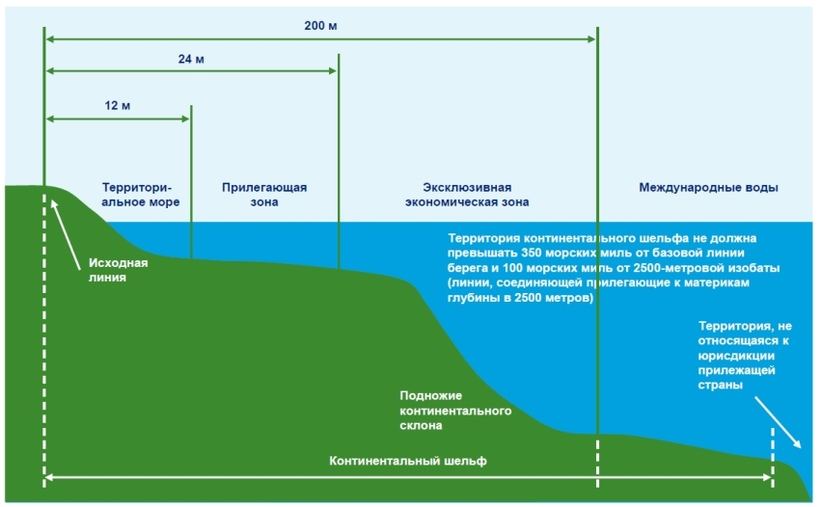 200 м
24 м
12 м
Территори-
альное море
Прилегающая
зона
Эксклюзивная
экономическая зона
Международные воды
Территория континентального шельфа не должна
превышать 350 морских миль от базовой линии
берега и 100 морских миль от 2500-метровой изобаты
(линии, соединяющей прилегающие к материкам
глубины в 2500 метров)
Исходная
линия
Территория, не
относящаяся к
юрисдикции
прилежащей
страны
Подножие
континентального
склона
Континентальный шельф